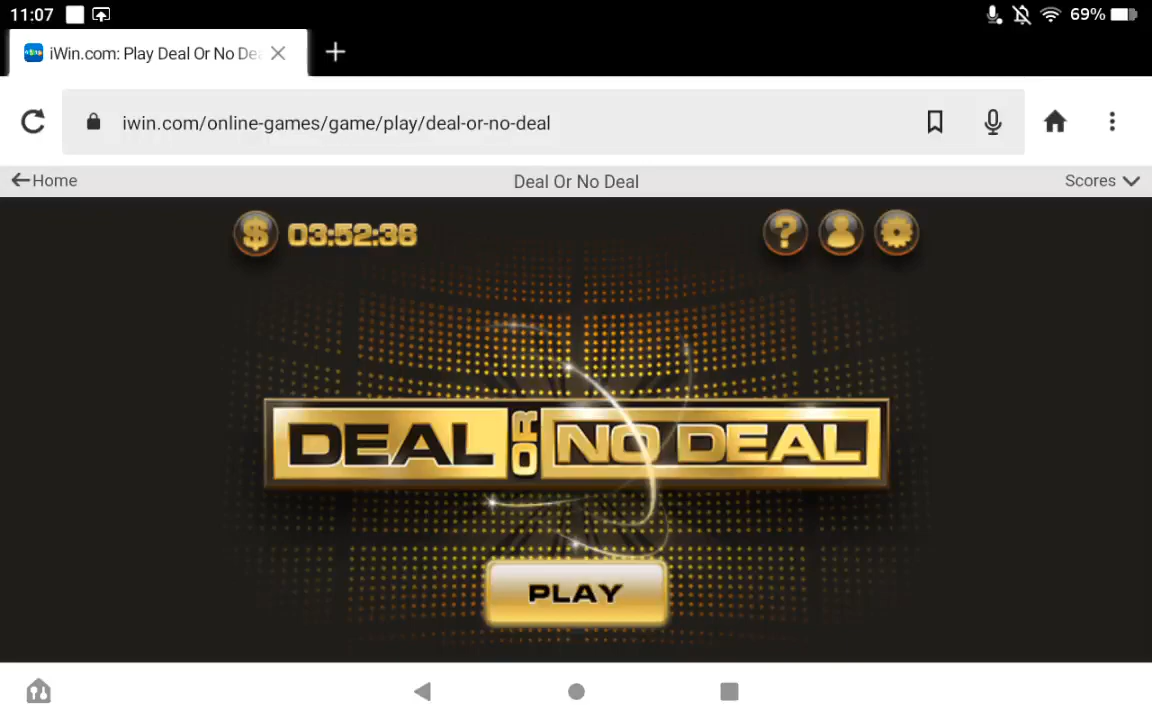 11:07
69%
iWin.com: Play Deal Or No De
iwin.com/online-games/game/play/deal-or-no-deal
Home
Deal Or No Deal
Scores
$ 03:52:36
?
DEAL OR NO DEAL
PLAY